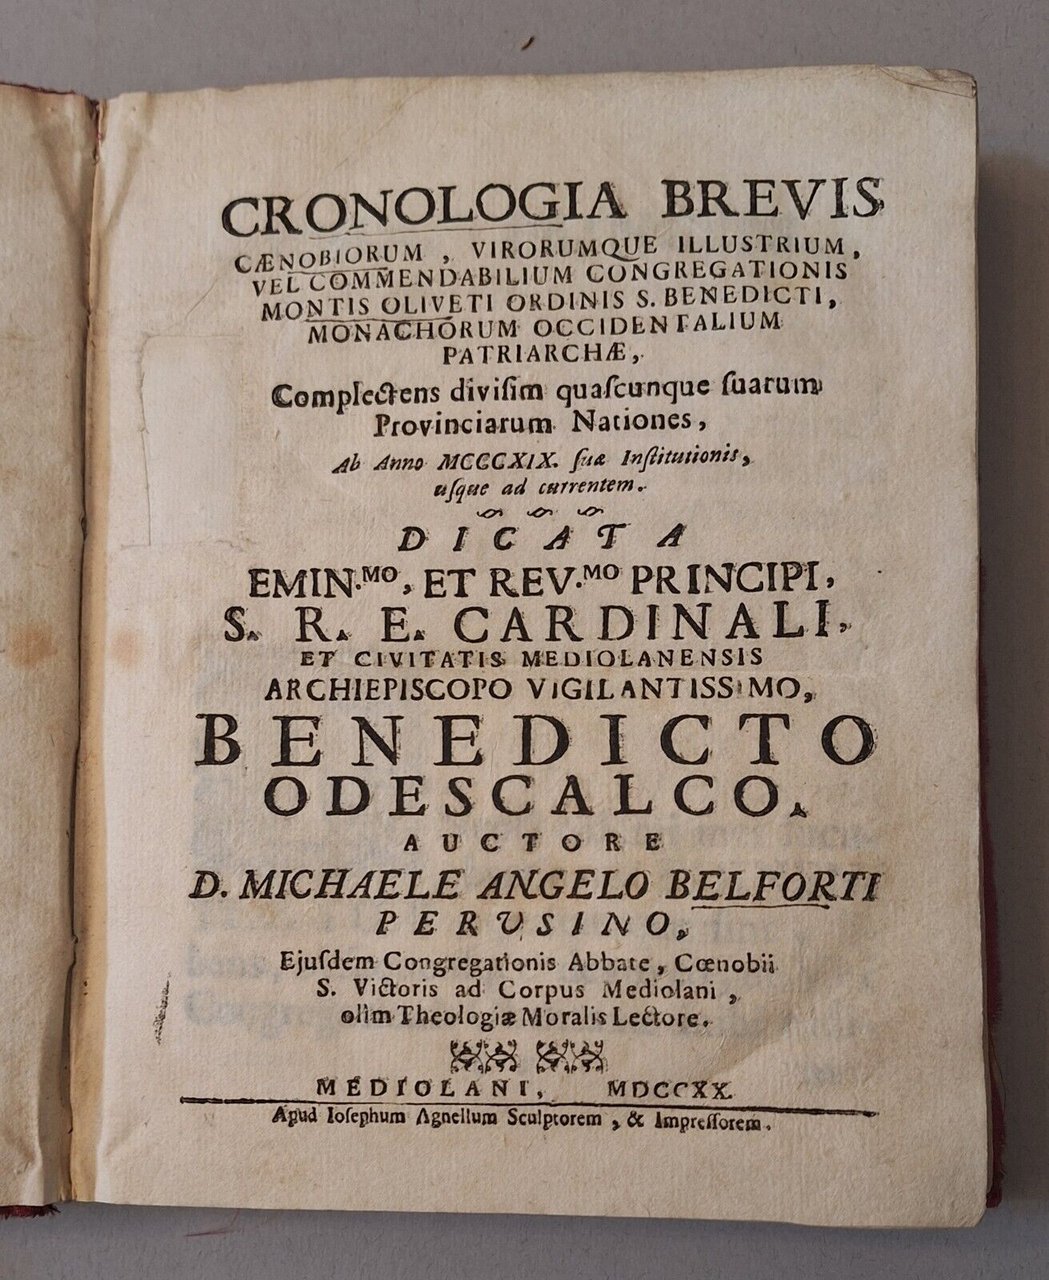 CRONOLOGIA BREVIS
CÆNOBIORUM, VIRORUMQUE ILLUSTRIUM,
VEL COMMENDABILIUM CONGREGATIONIS
MONTIS OLIVETI ORDINIS S. BENEDICTI,
MONACHORUM OCCIDENTALIUM
PATRIARCHÆ,
Complectens diviſim quaſcunque ſuarum
Provinciarum Nationes,
Ab Anno MCCCXIX. ſuæ Inſtitutionis,
uſque ad currentem.
DICATA
EMIN.MO, ET REV.MO PRINCIPI,
S. R. E. CARDINALI,
ET CIVITATIS MEDIOLANENSIS
ARCHIEPISCOPO VIGILANTISSIMO,
BENEDICTO
ODESCALCO.
AUCTORE
D. MICHAELE ANGELO BELFORTI
PERUSINO,
Ejuſdem Congregationis Abbate, Cœnobii
S. Victoris ad Corpus Mediolani,
olim Theologiæ Moralis Lectore.
MEDIOLANI, MDCCXX.
Apud Ioſephum Agnellum Sculptorem, & Impreſſorem.